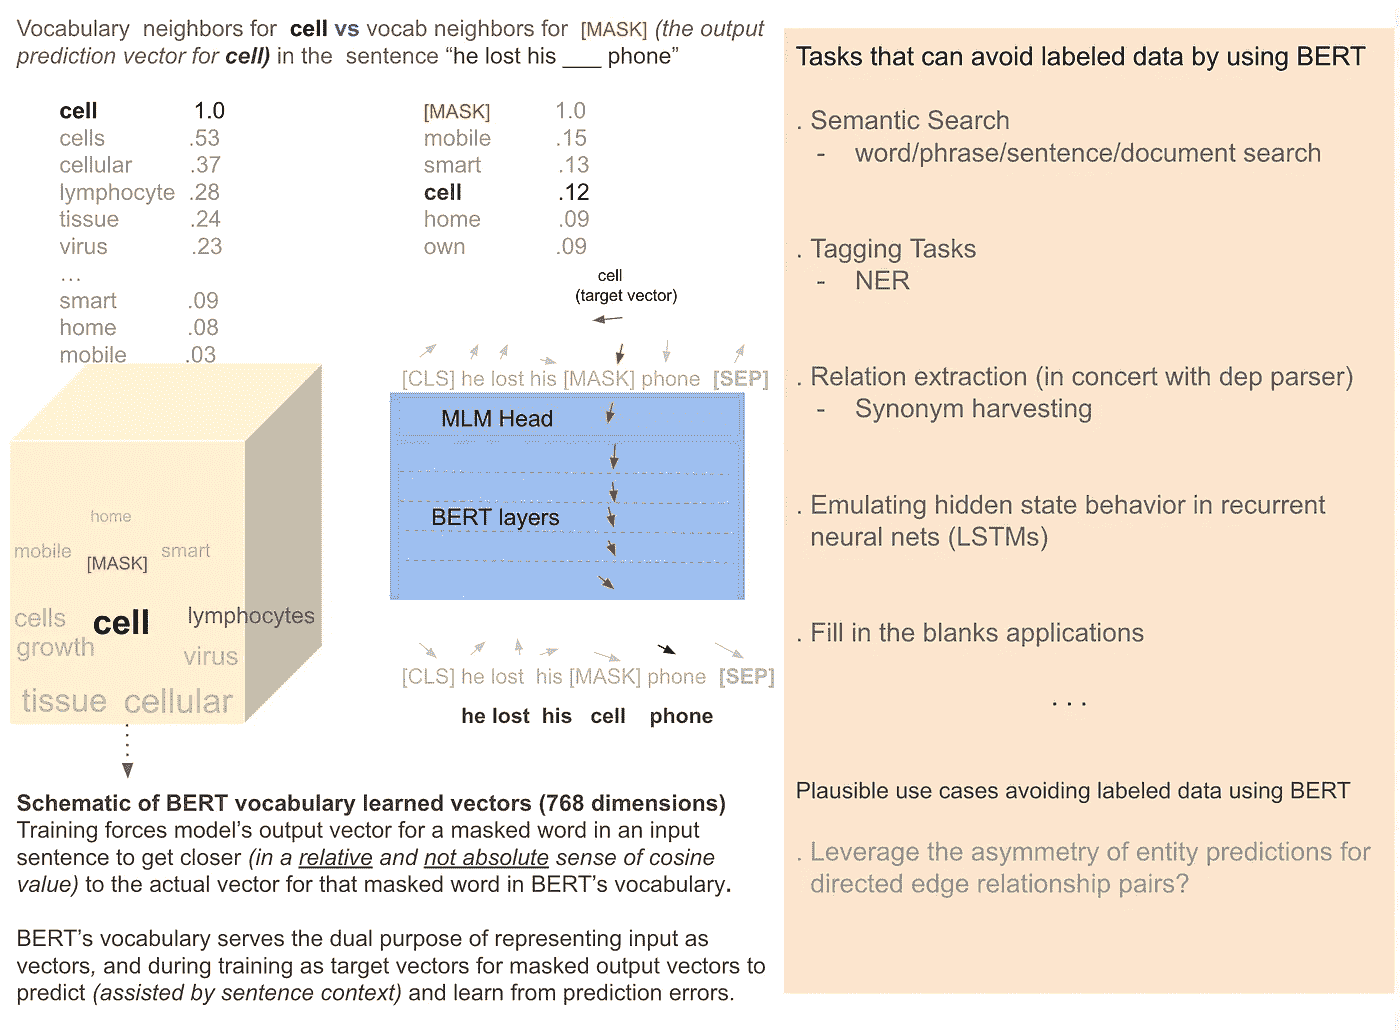 Vocabulary neighbors for cell vs vocab neighbors for [MASK] (the output
prediction vector for cell) in the sentence “he lost his ___ phone”
cell 1.0
cells .53
cellular .37
lymphocyte .28
tissue .24
virus .23
...
smart .09
home .08
mobile .03
[MASK] 1.0
mobile .15
smart .13
cell .12
home .09
own .09
cell
(target vector)
[CLS] he lost his [MASK] phone [SEP]
MLM Head
BERT layers
[CLS] he lost his [MASK] phone [SEP]
he lost his cell phone
home
mobile smart
[MASK]
cells cell lymphocytes
growth virus
tissue cellular
Schematic of BERT vocabulary learned vectors (768 dimensions)
Training forces model’s output vector for a masked word in an input
sentence to get closer (in a relative and not absolute sense of cosine
value) to the actual vector for that masked word in BERT’s vocabulary.
BERT’s vocabulary serves the dual purpose of representing input as
vectors, and during training as target vectors for masked output vectors to
predict (assisted by sentence context) and learn from prediction errors.
Tasks that can avoid labeled data by using BERT
. Semantic Search
- word/phrase/sentence/document search
. Tagging Tasks
- NER
. Relation extraction (in concert with dep parser)
- Synonym harvesting
. Emulating hidden state behavior in recurrent
neural nets (LSTMs)
. Fill in the blanks applications
. . .
Plausible use cases avoiding labeled data using BERT
. Leverage the asymmetry of entity predictions for
directed edge relationship pairs?